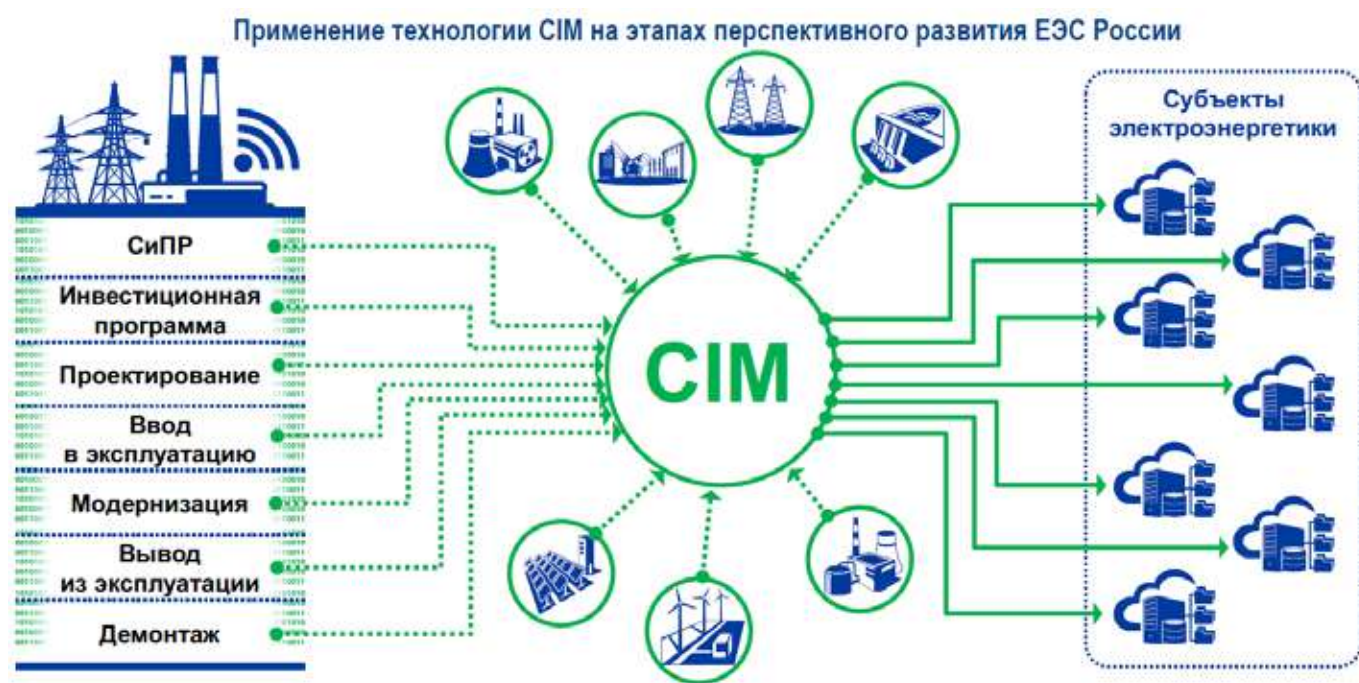 Применение технологии CIM на этапах перспективного развития ЕЭС России
СиПР
Инвестиционная
программа
Проектирование
Ввод
в эксплуатацию
Модернизация
Вывод
из эксплуатации
Демонтаж
CIM
Субъекты
электроэнергетики